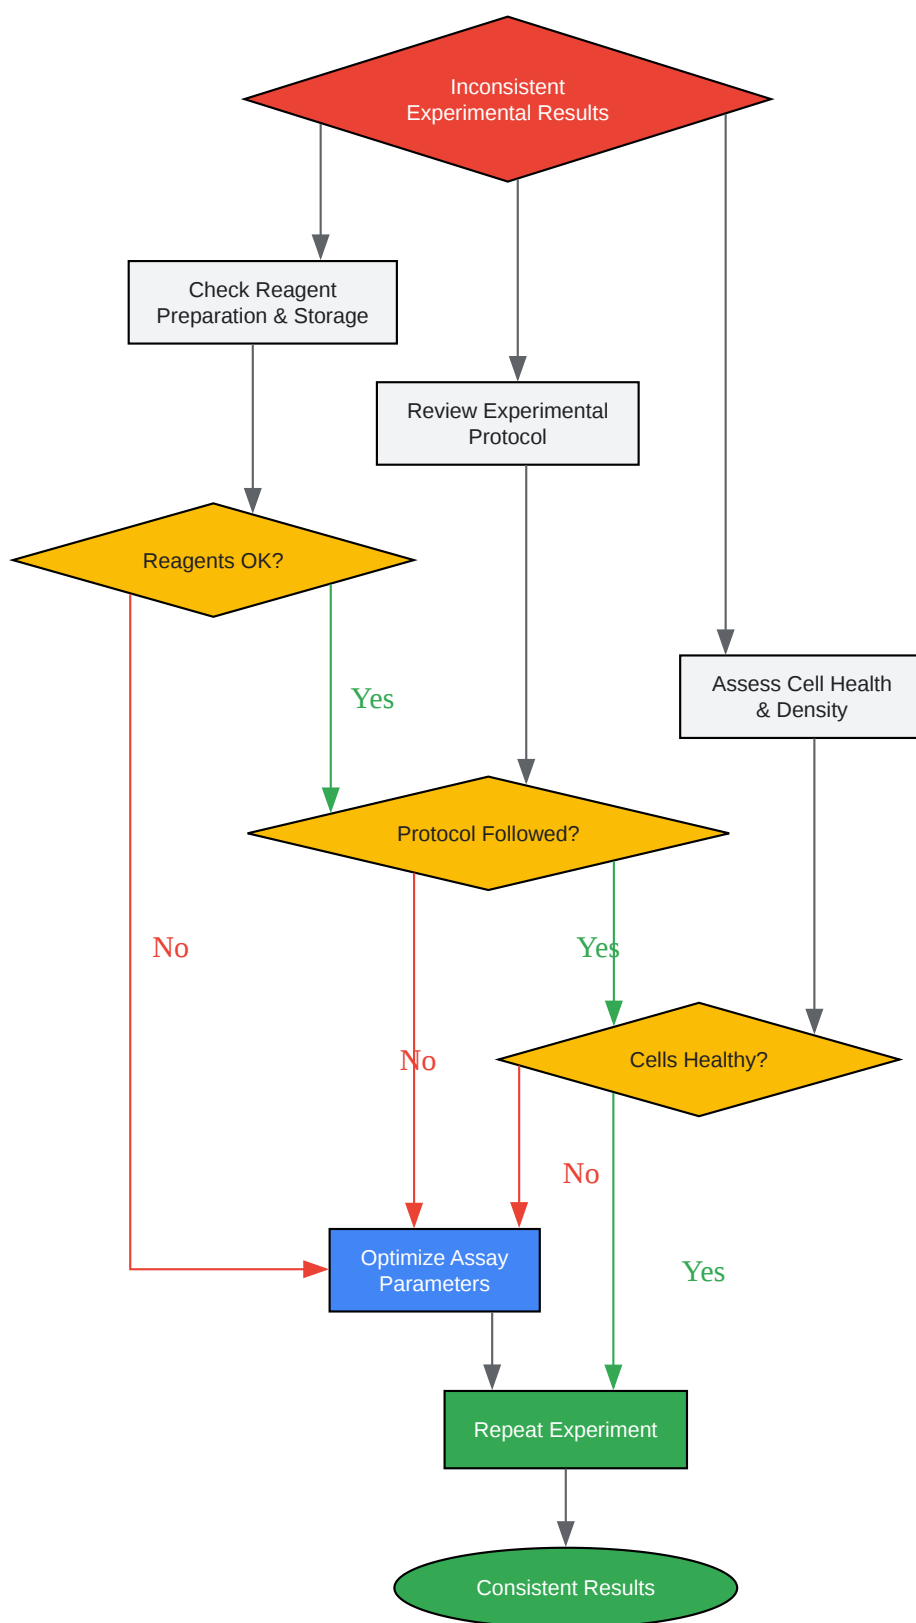 Inconsistent
Experimental Results
Check Reagent
Preparation & Storage
Review Experimental
Protocol
Reagents OK?
Yes
Assess Cell Health
& Density
Protocol Followed?
No
Yes
No
Cells Healthy?
No
Optimize Assay
Parameters
Yes
Repeat Experiment
Consistent Results